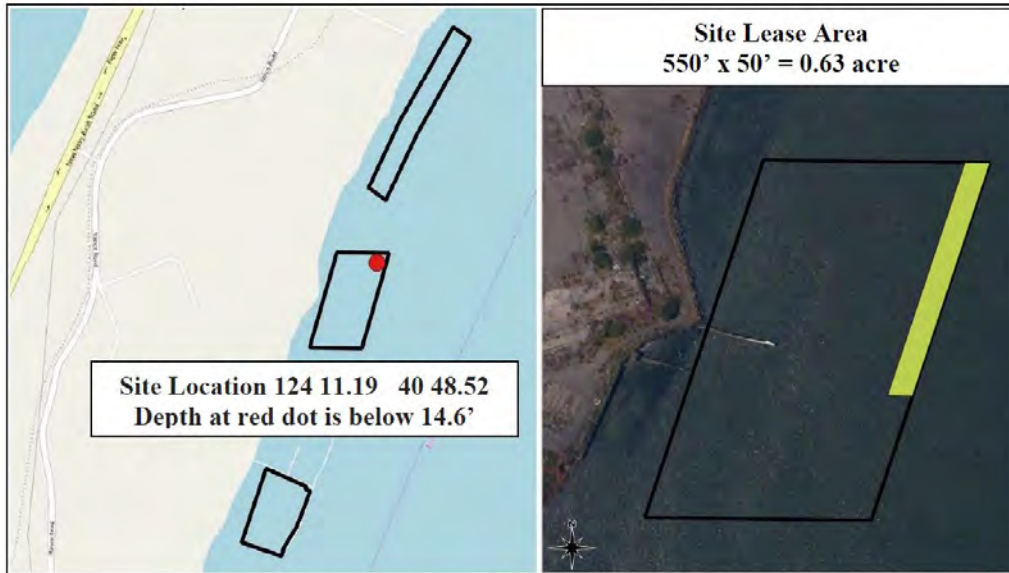 Site Location 124 11.19 40 48.52
Depth at red dot is below 14.6'
Site Lease Area
550' x 50' = 0.63 acre
N